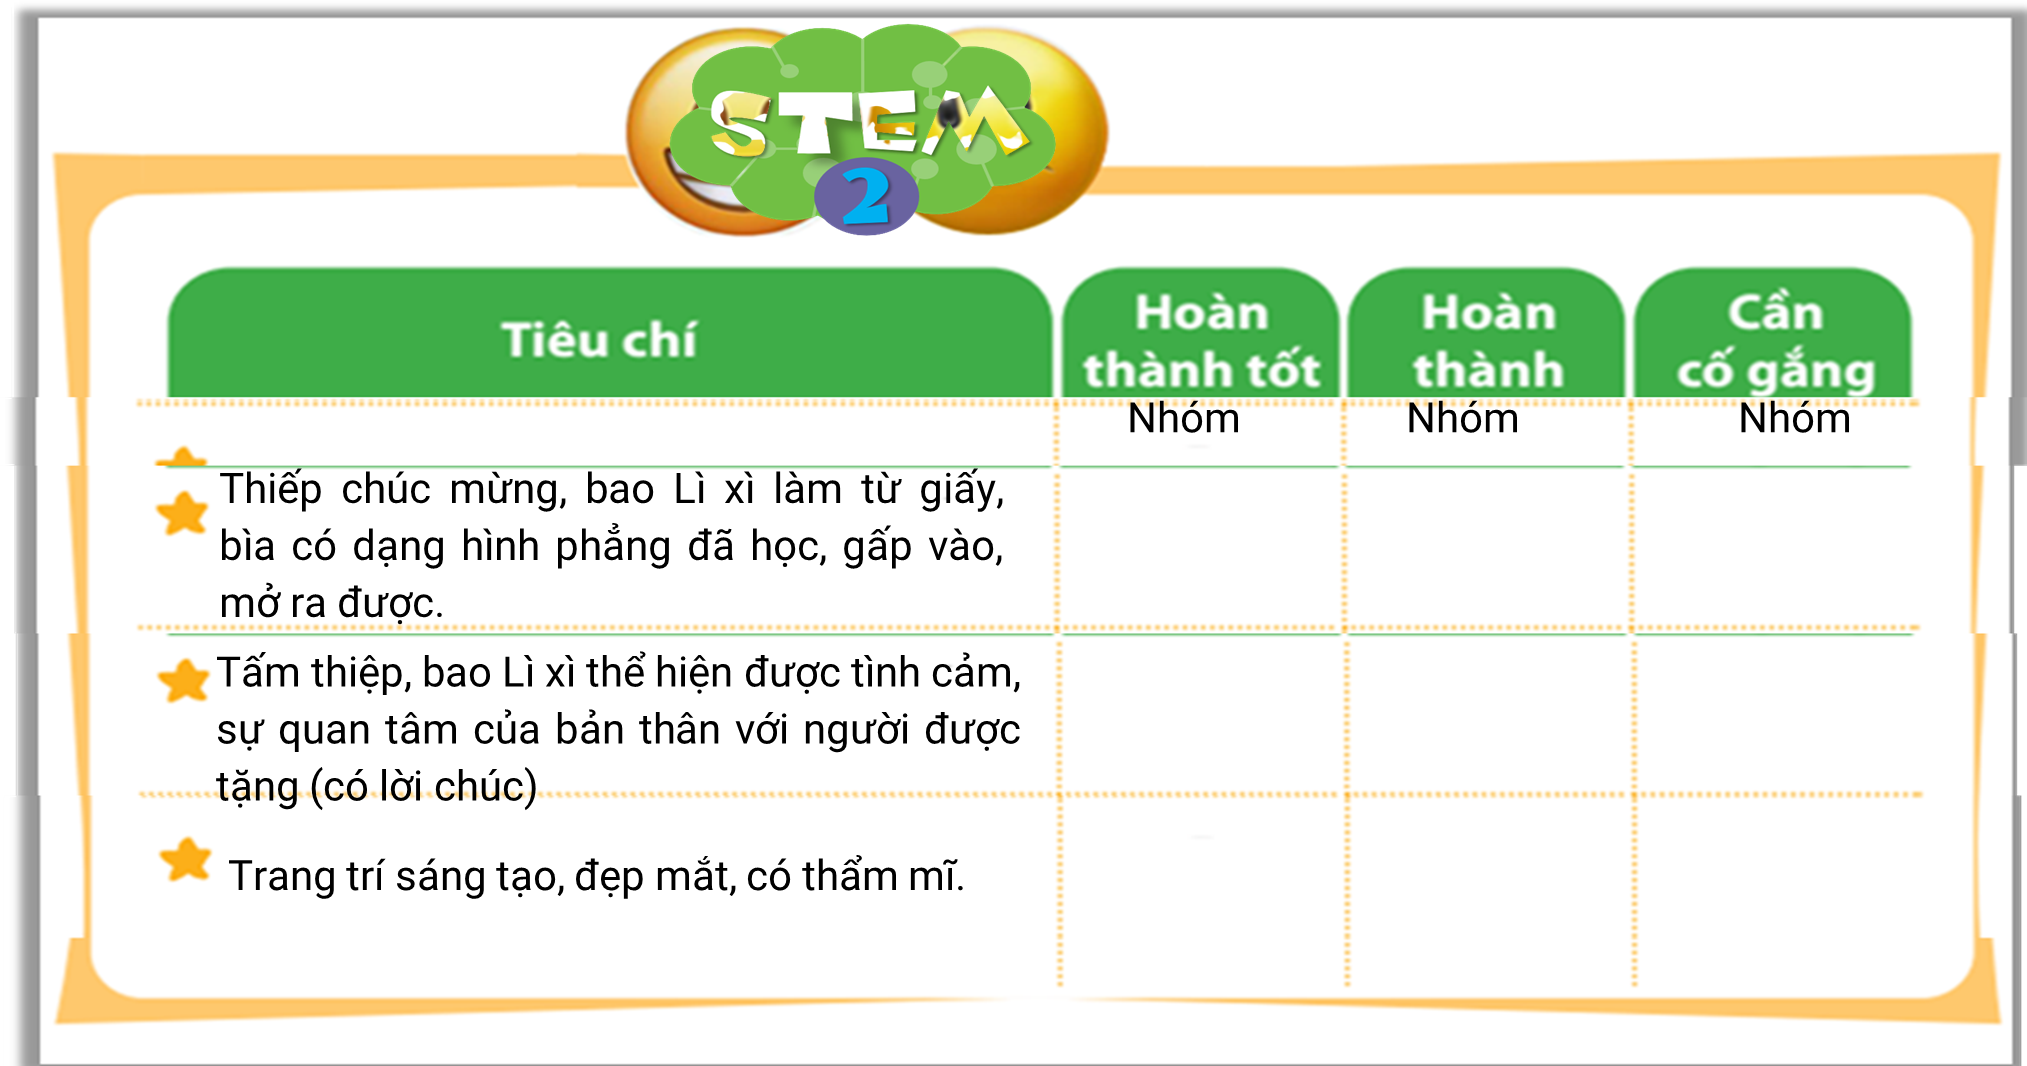 STEM
2
Tiêu chí
Hoàn
thành tốt
Hoàn
thành
Cần
cố gắng
Nhóm
Nhóm
Nhóm
Thiếp chúc mừng, bao Lì xì làm từ giấy,
bìa có dạng hình phẳng đã học, gấp vào,
mở ra được.
Tấm thiệp, bao Lì xì thể hiện được tình cảm,
sự quan tâm của bản thân với người được
tặng (có lời chúc)
Trang trí sáng tạo, đẹp mắt, có thẩm mĩ.